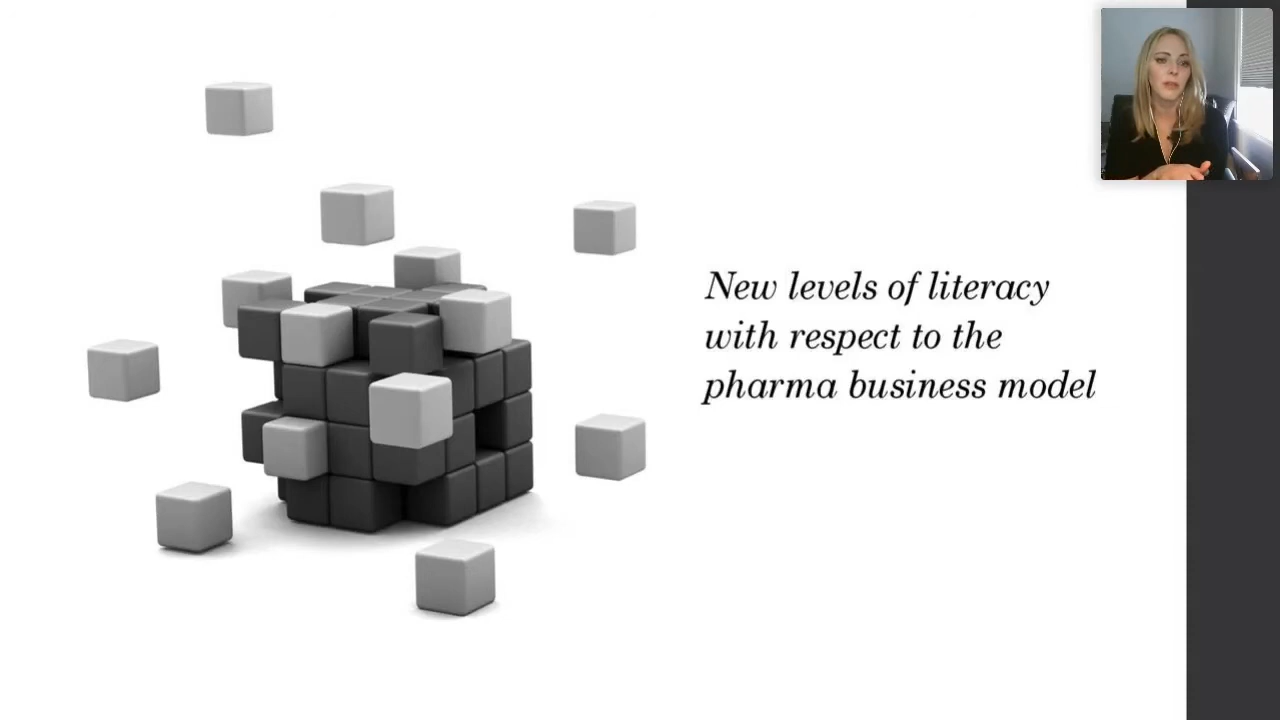 New levels of literacy
with respect to the
pharma business model